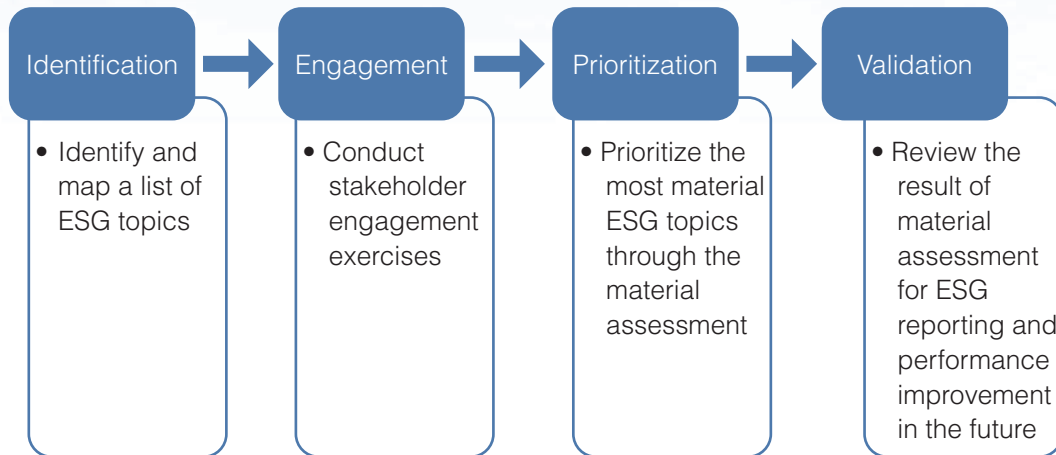 Identification
Engagement
Prioritization
Validation
• Identify and
map a list of
ESG topics
• Conduct
stakeholder
engagement
exercises
• Prioritize the
most material
ESG topics
through the
material
assessment
• Review the
result of
material
assessment
for ESG
reporting and
performance
improvement
in the future